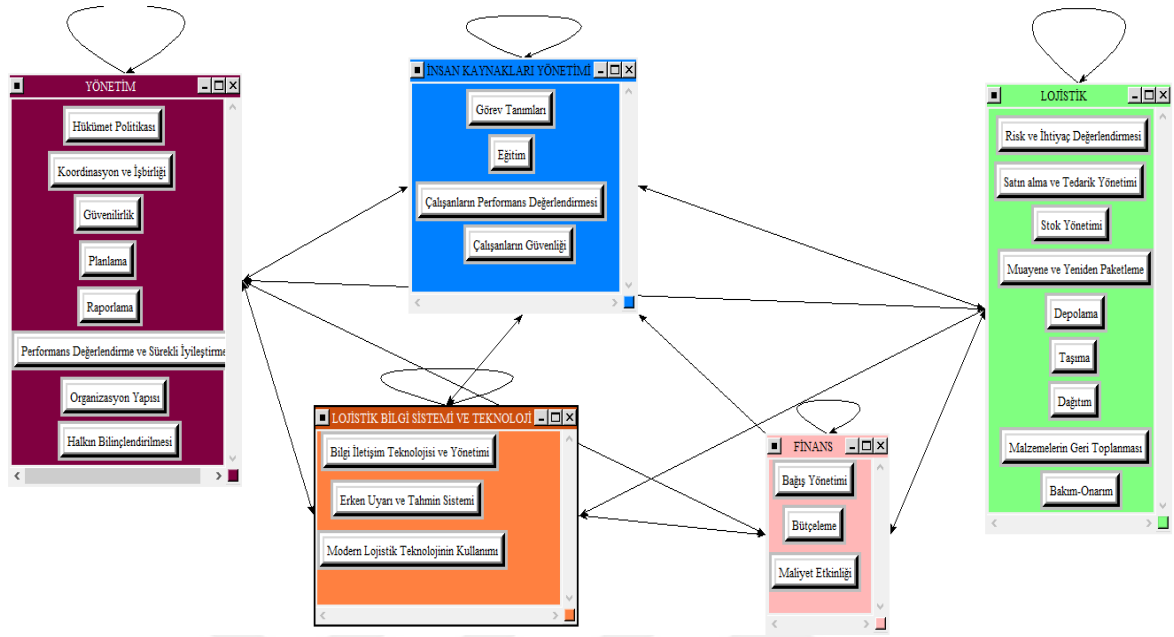 YÖNETİM
Hükümet Politikası
Koordinasyon ve İşbirliği
Güvenilirlik
Planlama
Raporlama
Performans Değerlendirme ve Sürekli İyileştirme
Organizasyon Yapısı
Halkın Bilinçlendirilmesi
İNSAN KAYNAKLARI YÖNETİMİ
Görev Tanımları
Eğitim
Çalışanların Performans Değerlendirmesi
Çalışanların Güvenliği
LOJİSTİK BİLGİ SİSTEMİ VE TEKNOLOJİ
Bilgi İletişim Teknolojisi ve Yönetimi
Erken Uyarı ve Tahmin Sistemi
Modern Lojistik Teknolojinin Kullanımı
FİNANS
Bağış Yönetimi
Bütçeleme
Maliyet Etkinliği
LOJİSTİK
Risk ve İhtiyaç Değerlendirmesi
Satın alma ve Tedarik Yönetimi
Stok Yönetimi
Muayene ve Yeniden Paketleme
Depolama
Taşıma
Dağıtım
Malzemelerin Geri Toplanması
Bakım-Onarım